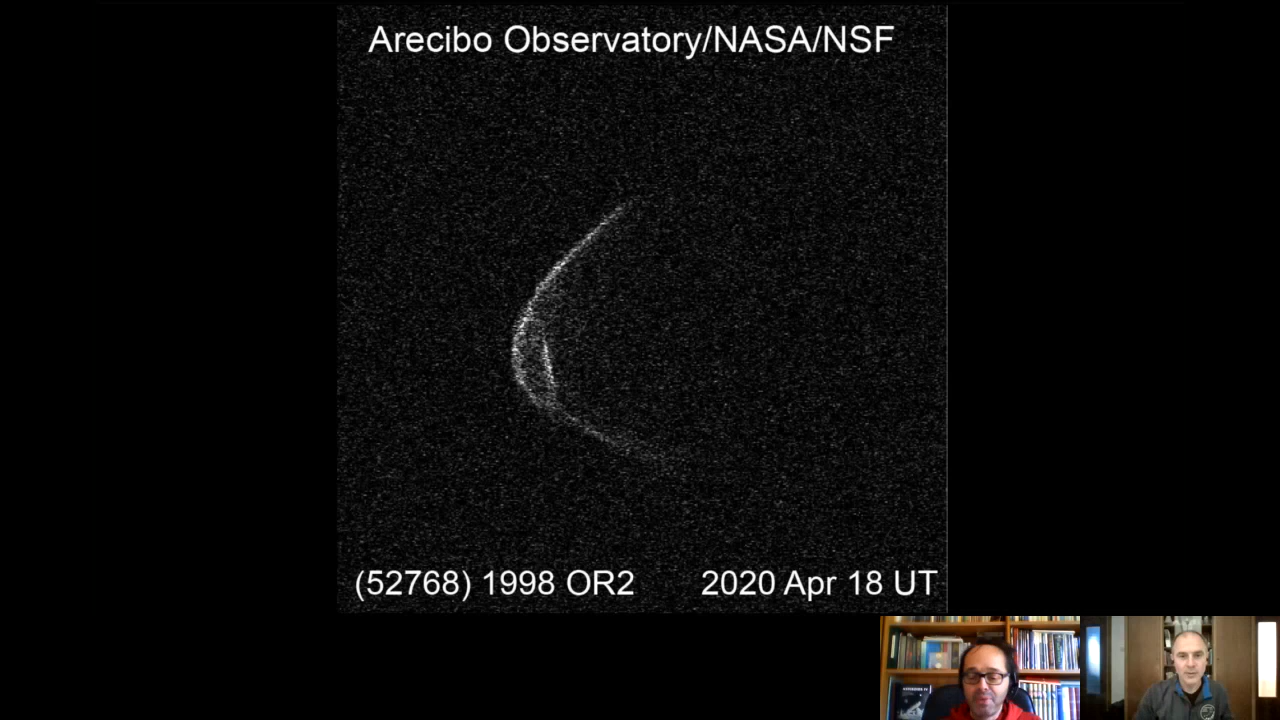 Arecibo Observatory/NASA/NSF
(52768) 1998 OR2
2020 Apr 18 UT